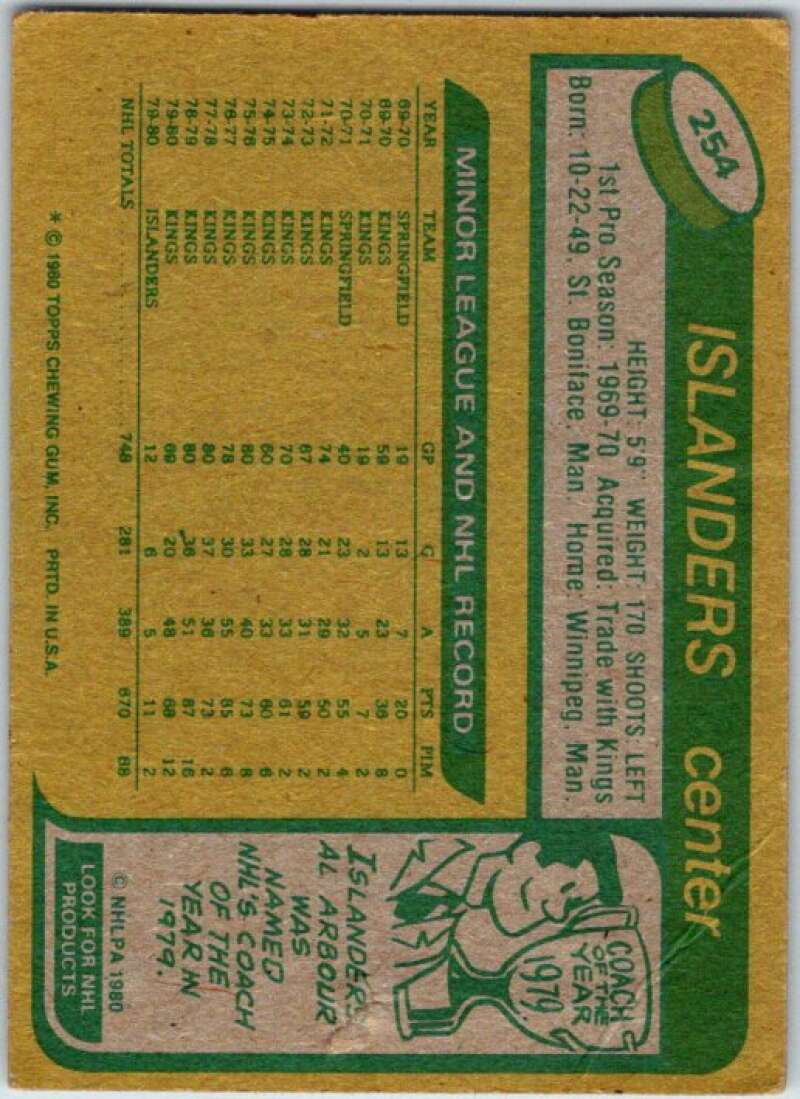 254
ISLANDERS center
HEIGHT: 5'9" WEIGHT: 170 SHOOTS: LEFT
1st Pro Season: 1969-70 Acquired: Trade with Kings
Born: 10-22-49, St. Boniface, Man. Home: Winnipeg, Man.
MINOR LEAGUE AND NHL RECORD
YEAR TEAM GP G A PTS PIM
69-70 SPRINGFIELD 19 13 7 20 0
69-70 KINGS 59 13 23 36 8
70-71 KINGS 19 2 5 7 2
70-71 SPRINGFIELD 40 23 32 55 4
71-72 KINGS 74 21 29 50 2
72-73 KINGS 67 28 31 59 2
73-74 KINGS 70 28 33 61 2
74-75 KINGS 60 27 33 60 6
75-76 KINGS 80 33 40 73 8
76-77 KINGS 78 30 55 85 6
77-78 KINGS 80 37 36 73 2
78-79 KINGS 80 36 51 87 16
79-80 KINGS 69 20 48 68 12
79-80 ISLANDERS 12 6 5 11 2
NHL TOTALS 748 281 389 670 68
* © 1980 TOPPS CHEWING GUM, INC. PRTD. IN U.S.A.
COACH
OF THE
YEAR
1979
ISLANDERS
AL ARBOUR
WAS
NAMED
NHL'S COACH
OF THE
YEAR IN
1979.
© NHLPA 1980
LOOK FOR NHL
PRODUCTS